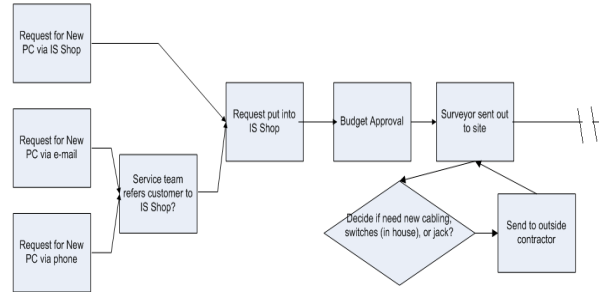 Request for New
PC via IS Shop
Request for New
PC via e-mail
Request for New
PC via phone
Service team
refers customer to
IS Shop?
Request put into
IS Shop
Budget Approval
Surveyor sent out
to site
Decide if need new cabling,
switches (in house), or jack?
Send to outside
contractor